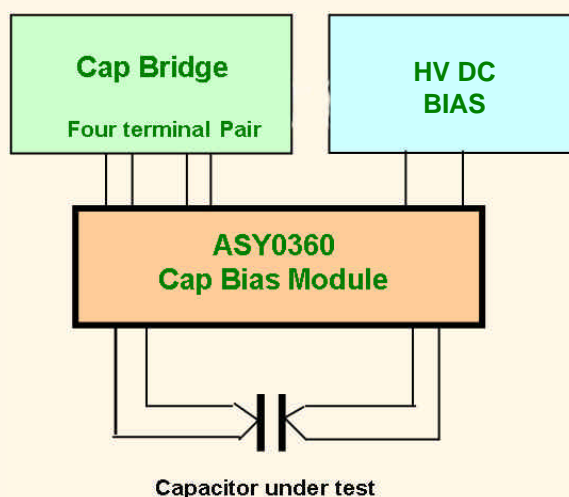 Cap Bridge
Four terminal Pair
HV DC
BIAS
ASY0360
Cap Bias Module
Capacitor under test